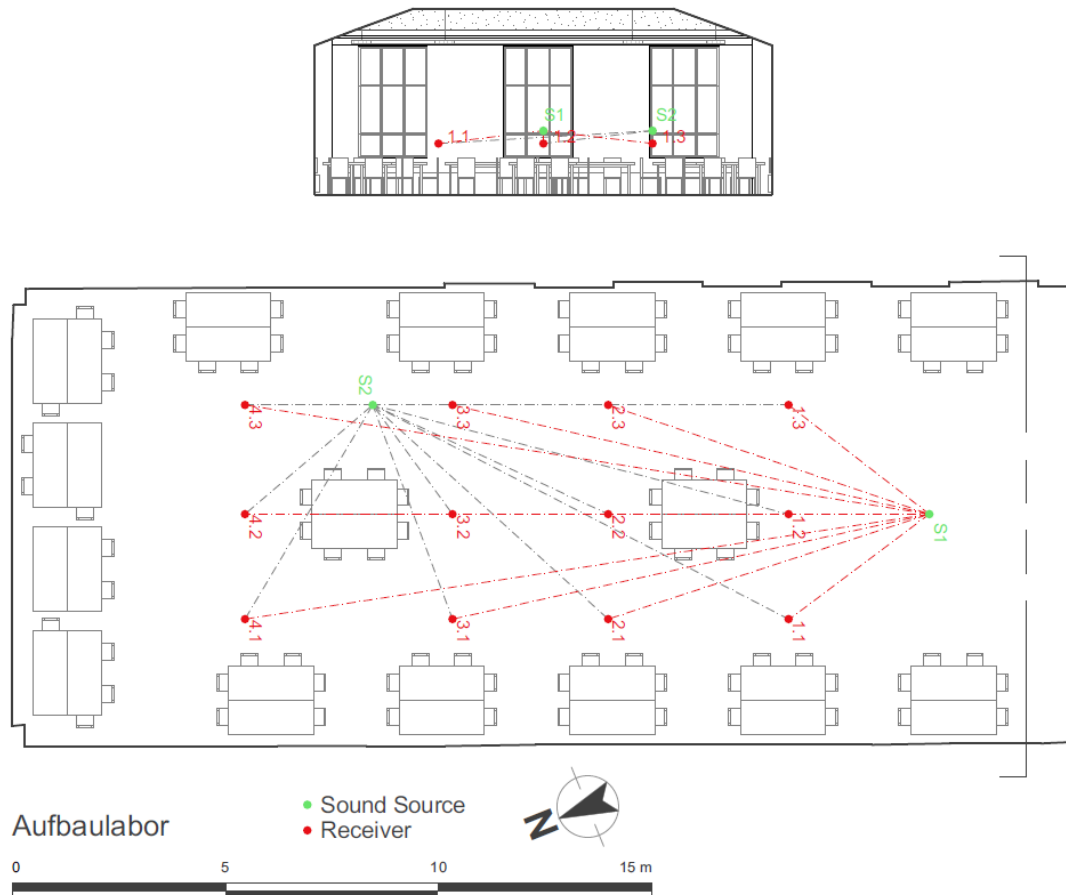 S1
S2
1.1
1.2
1.3
S2
4.3
3.3
2.3
1.3
4.2
3.2
2.2
1.2
S1
4.1
3.1
2.1
1.1
Aufbaulabor
Sound Source
Receiver
N
0 5 10 15 m